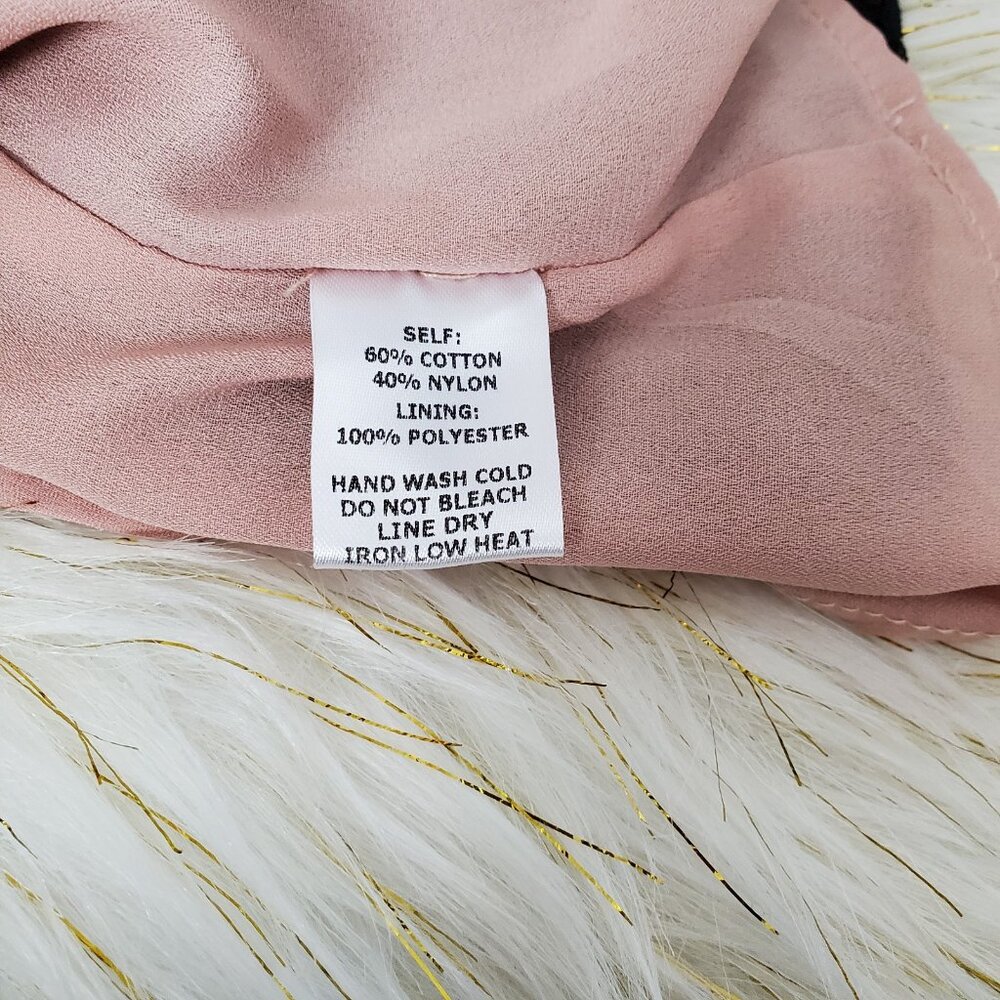 SELF:
60% COTTON
40% NYLON
LINING:
100% POLYESTER
HAND WASH COLD
DO NOT BLEACH
LINE DRY
IRON LOW HEAT